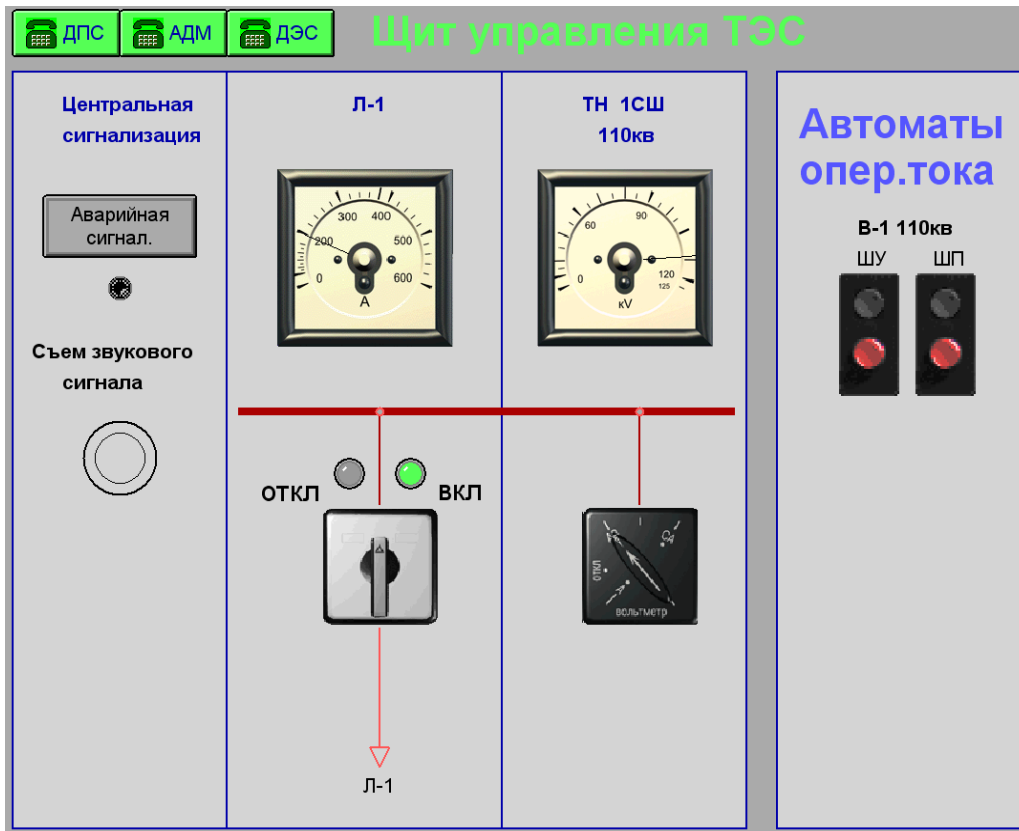 ДПС
АДМ
ДЭС
Щит управления ТЭС
Центральная
сигнализация
Аварийная
сигнал.
Съем звукового
сигнала
Л-1
0
200
300
400
500
600
А
ОТКЛ
ВКЛ
Л-1
ТН 1СШ
110кв
0
60
90
120
125
кV
СА
ОТКЛ
ВОЛЬТМЕТР
Автоматы
опер.тока
В-1 110кв
ШУ ШП